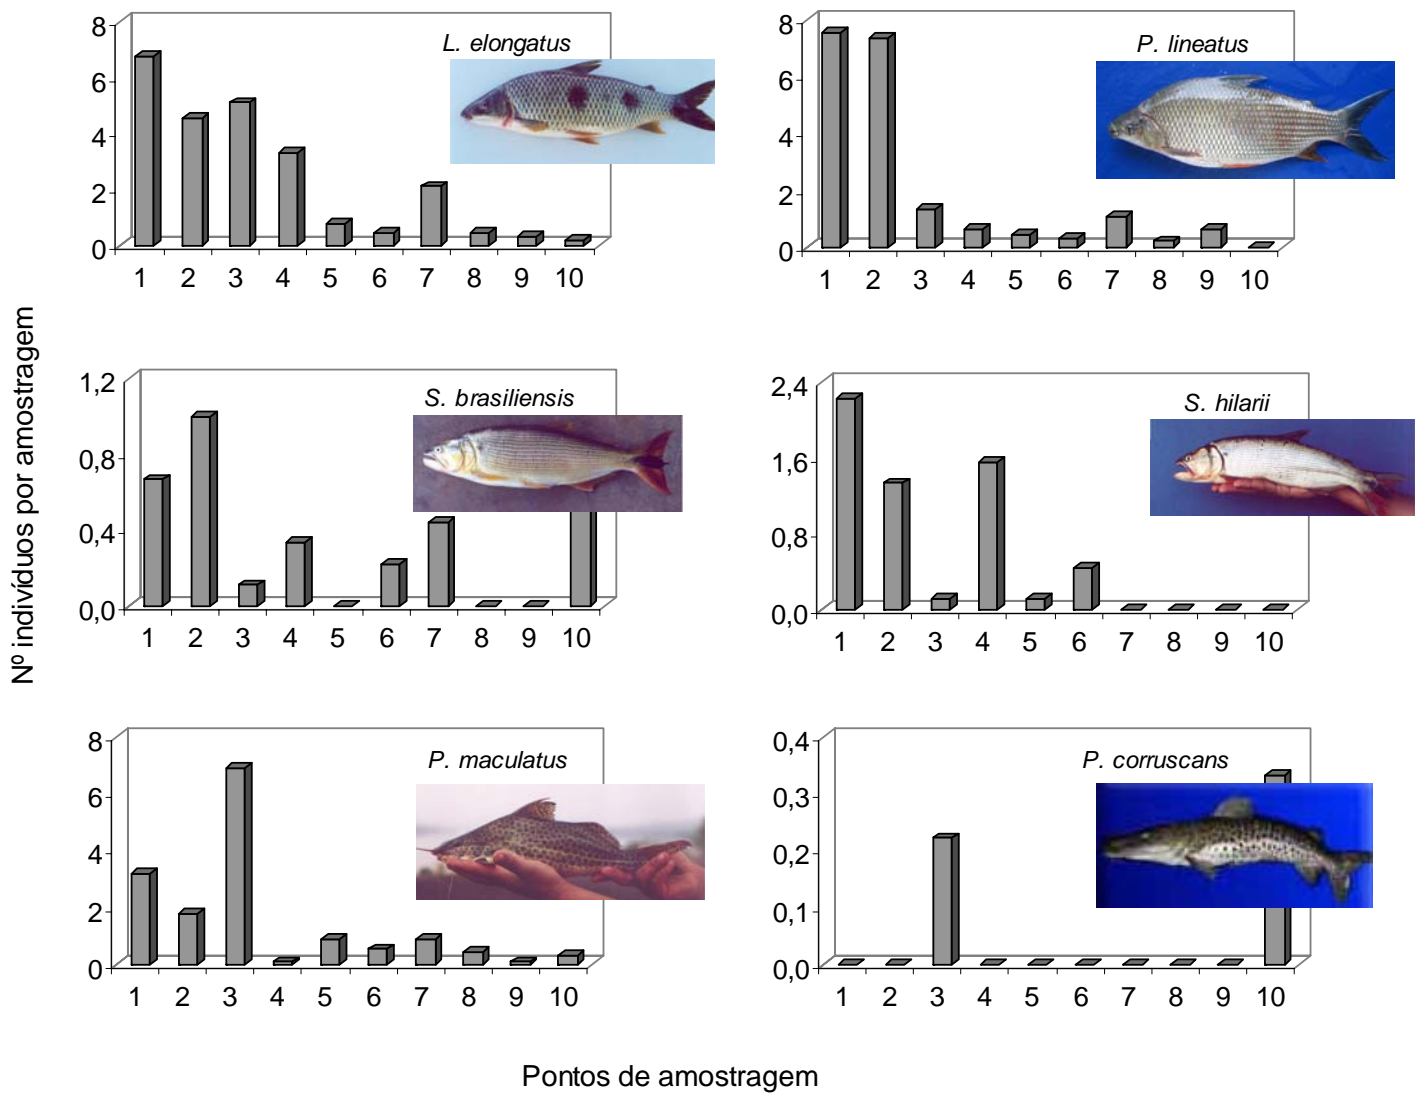 L. elongatus
8
6
4
2
0
1 2 3 4 5 6 7 8 9 10
P. lineatus
8
6
4
2
0
1 2 3 4 5 6 7 8 9 10
Nº indivíduos por amostragem
S. brasiliensis
1,2
0,8
0,4
0,0
1 2 3 4 5 6 7 8 9 10
S. hilarii
2,4
1,6
0,8
0,0
1 2 3 4 5 6 7 8 9 10
P. maculatus
8
6
4
2
0
1 2 3 4 5 6 7 8 9 10
P. corruscans
0,4
0,3
0,2
0,1
0,0
1 2 3 4 5 6 7 8 9 10
Pontos de amostragem